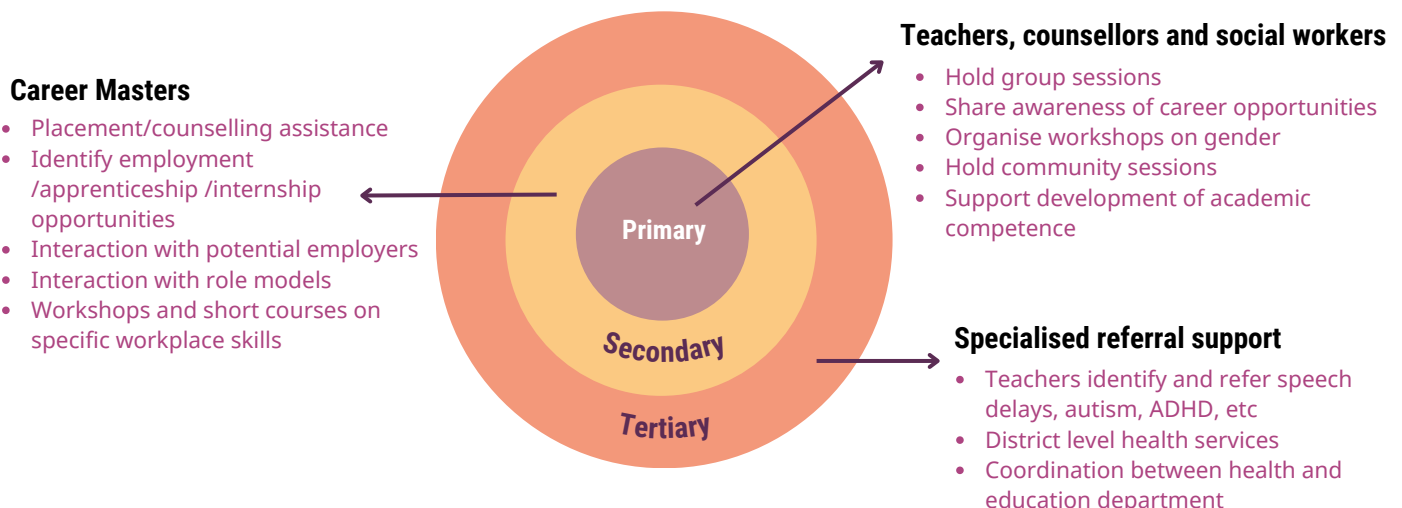 Career Masters
• Placement/counselling assistance
• Identify employment
/apprenticeship /internship
opportunities
• Interaction with potential employers
• Interaction with role models
• Workshops and short courses on
specific workplace skills
Primary
Secondary
Tertiary
Teachers, counsellors and social workers
• Hold group sessions
• Share awareness of career opportunities
• Organise workshops on gender
• Hold community sessions
• Support development of academic
competence
Specialised referral support
• Teachers identify and refer speech
delays, autism, ADHD, etc
• District level health services
• Coordination between health and
education department